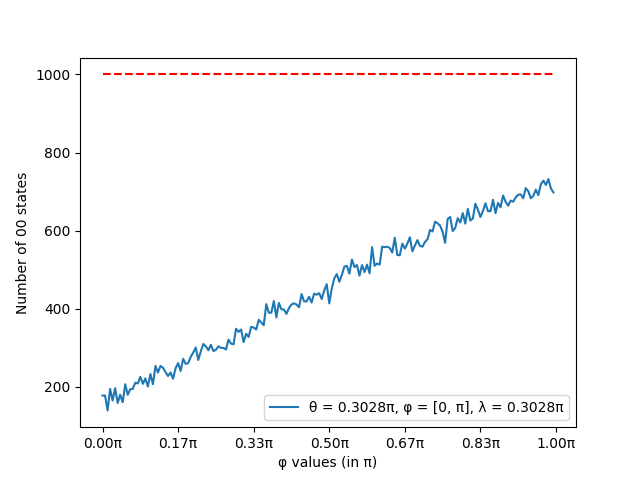 1000
800
600
400
200
Number of 00 states
θ = 0.3028π, φ = [0, π], λ = 0.3028π
0.00π 0.17π 0.33π 0.50π 0.67π 0.83π 1.00π
φ values (in π)